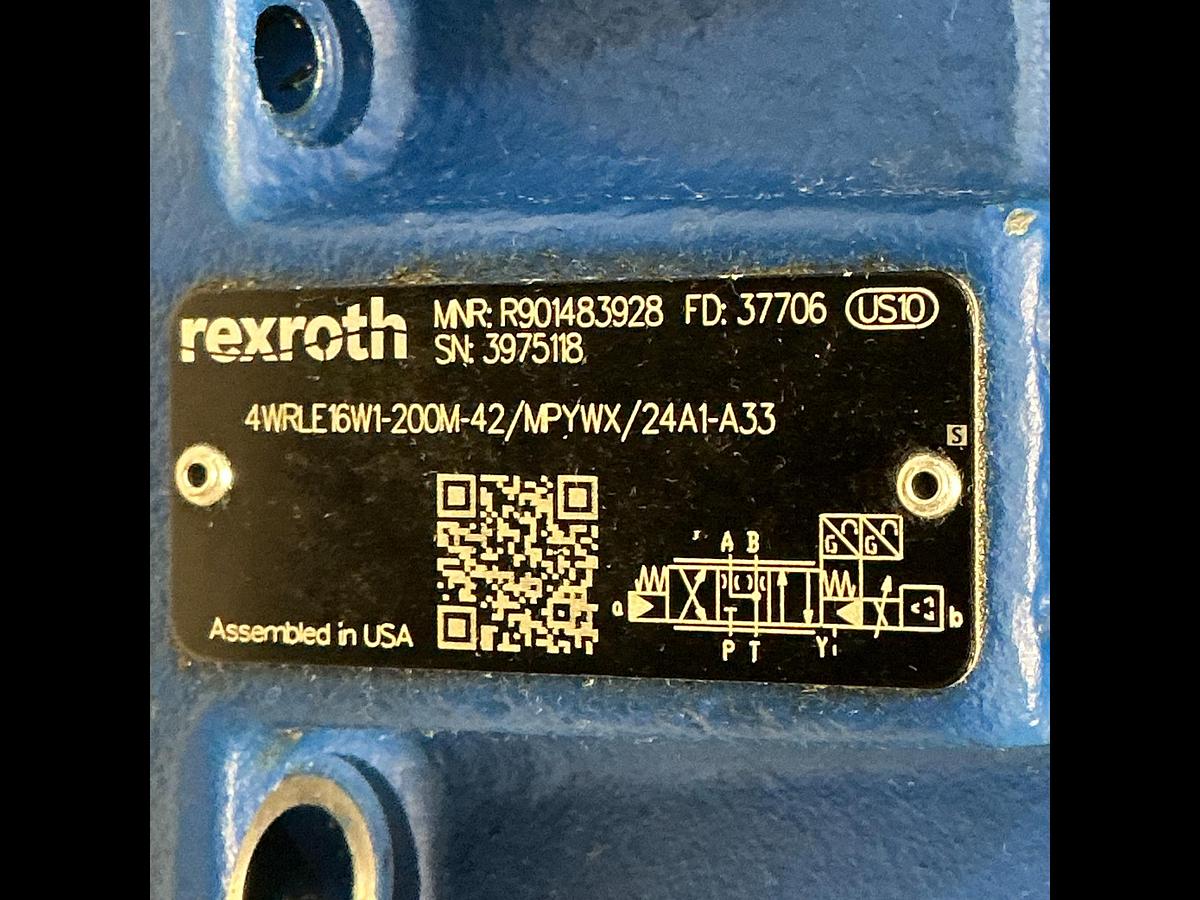 rexroth MNR: R901483928 FD: 37706 US10
SN: 3975118
4WRLE16W1-200M-42/MPYWX/24A1-A33
S
G G
A B
a b
P T Y
Assembled in USA